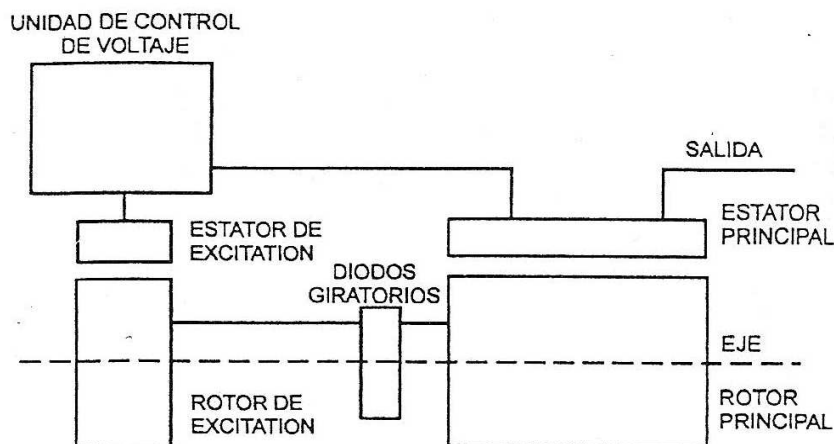 UNIDAD DE CONTROL
DE VOLTAJE
SALIDA
ESTATOR DE
EXCITATION
ESTATOR
PRINCIPAL
DIODOS
GIRATORIOS
EJE
ROTOR DE
EXCITATION
ROTOR
PRINCIPAL